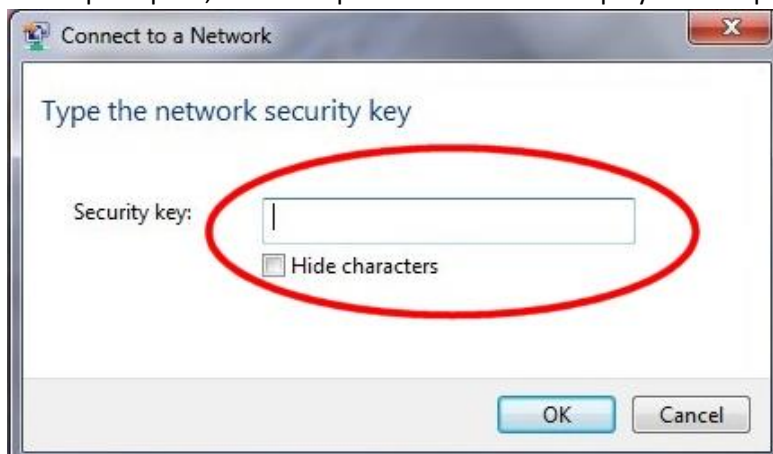 Connect to a Network
Type the network security key
Security key:
Hide characters
OK Cancel